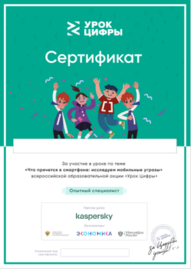 УРОК
ЦИФРЫ
Сертификат
За участие в уроке по теме
«Что прячется в смартфоне: исследуем мобильные угрозы»
всероссийской образовательной акции «Урок Цифры»
Опытный специалист
kaspersky
ЭКОНОМИКА